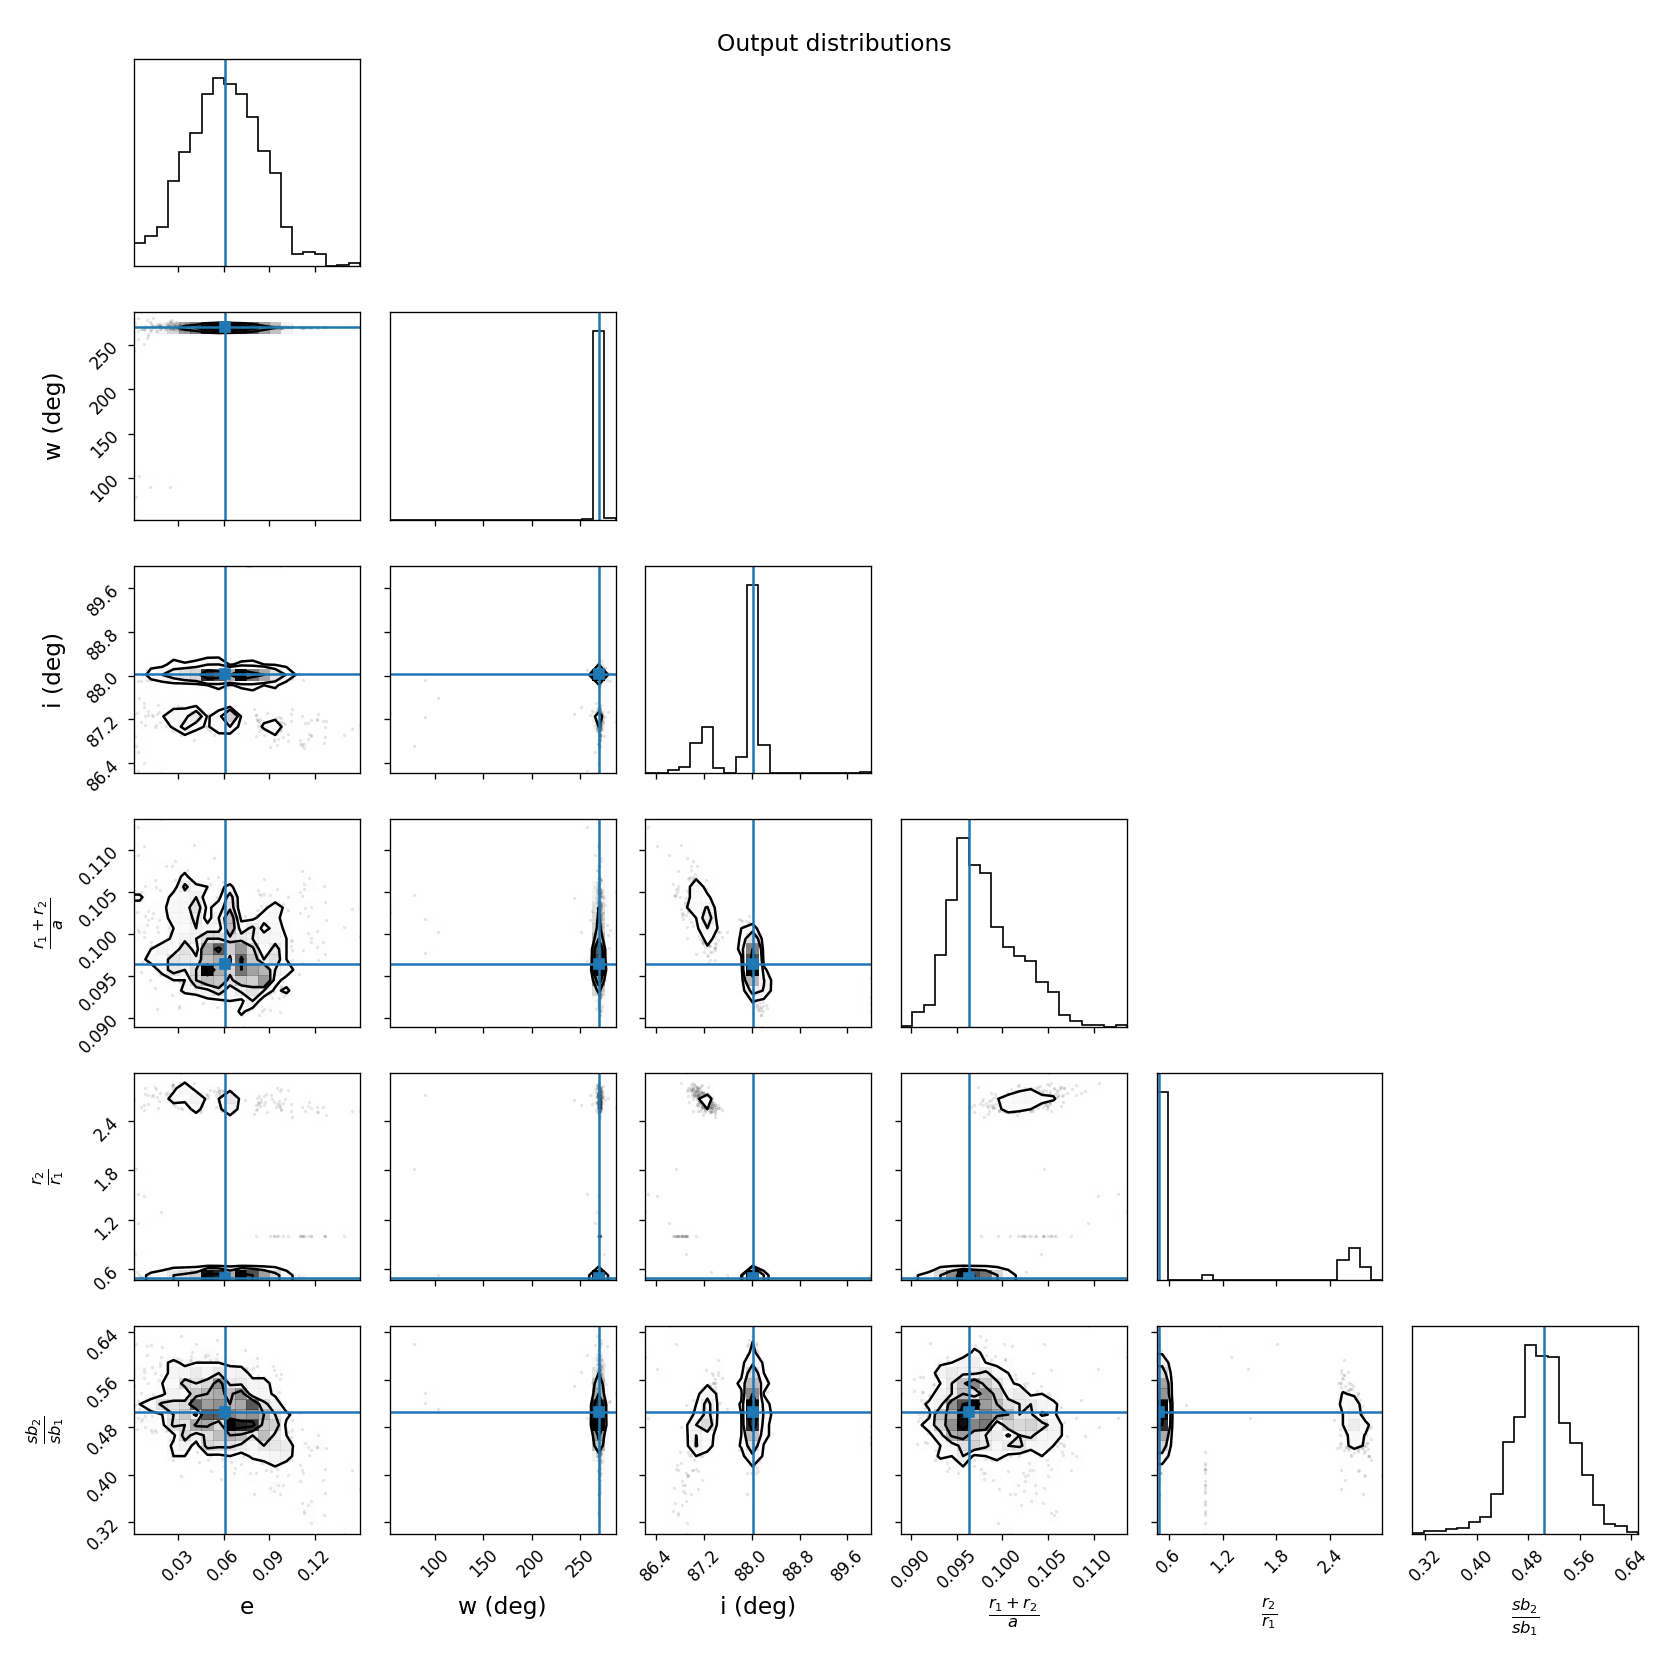 Output distributions
w (deg)
250
200
150
100
i (deg)
89.6
88.8
88.0
87.2
86.4
r₁ + r₂
a
0.110
0.105
0.100
0.095
0.090
r₂
r₁
2.4
1.8
1.2
0.6
sb₂
sb₁
0.64
0.56
0.48
0.40
0.32
0.03 0.06 0.09 0.12 100 150 200 250 86.4 87.2 88.0 88.8 89.6 0.090 0.095 0.100 0.105 0.110 0.6 1.2 1.8 2.4 0.32 0.40 0.48 0.56 0.64
e w (deg) i (deg) r₁ + r₂ / a r₂ / r₁ sb₂ / sb₁